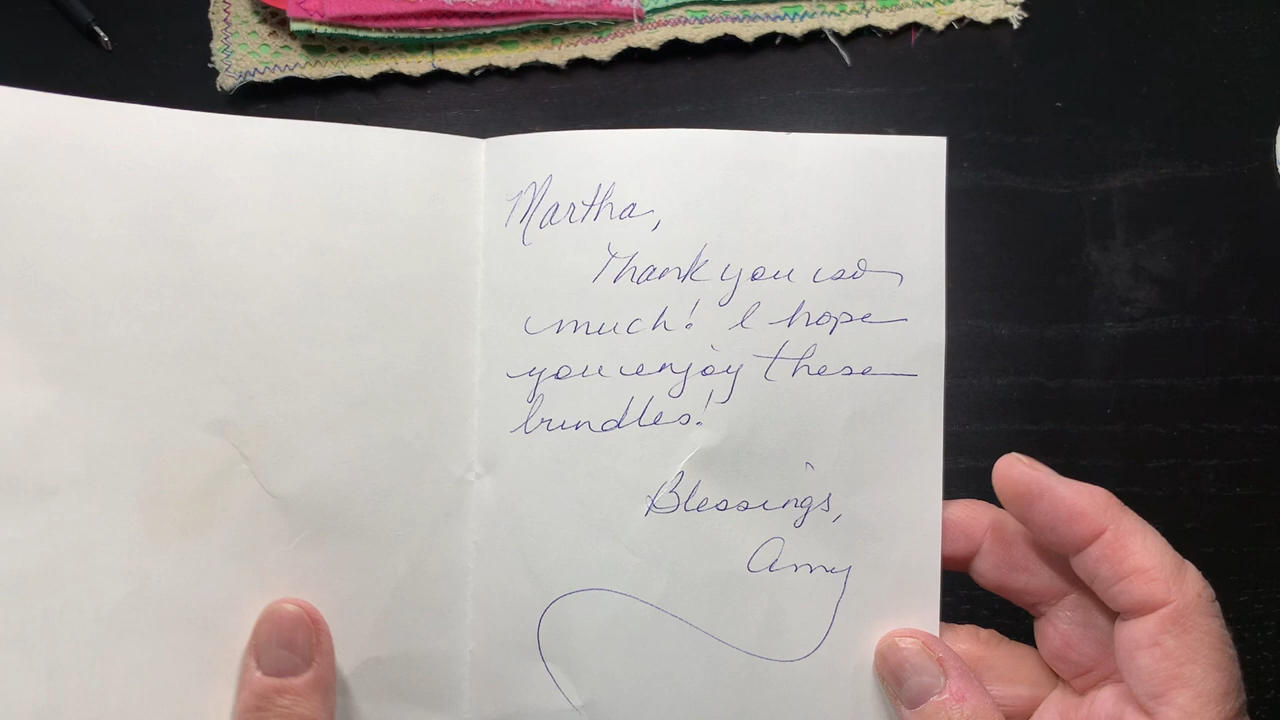 Martha,
Thank you so
much! I hope
you enjoy these
bundles!
Blessings,
Amy